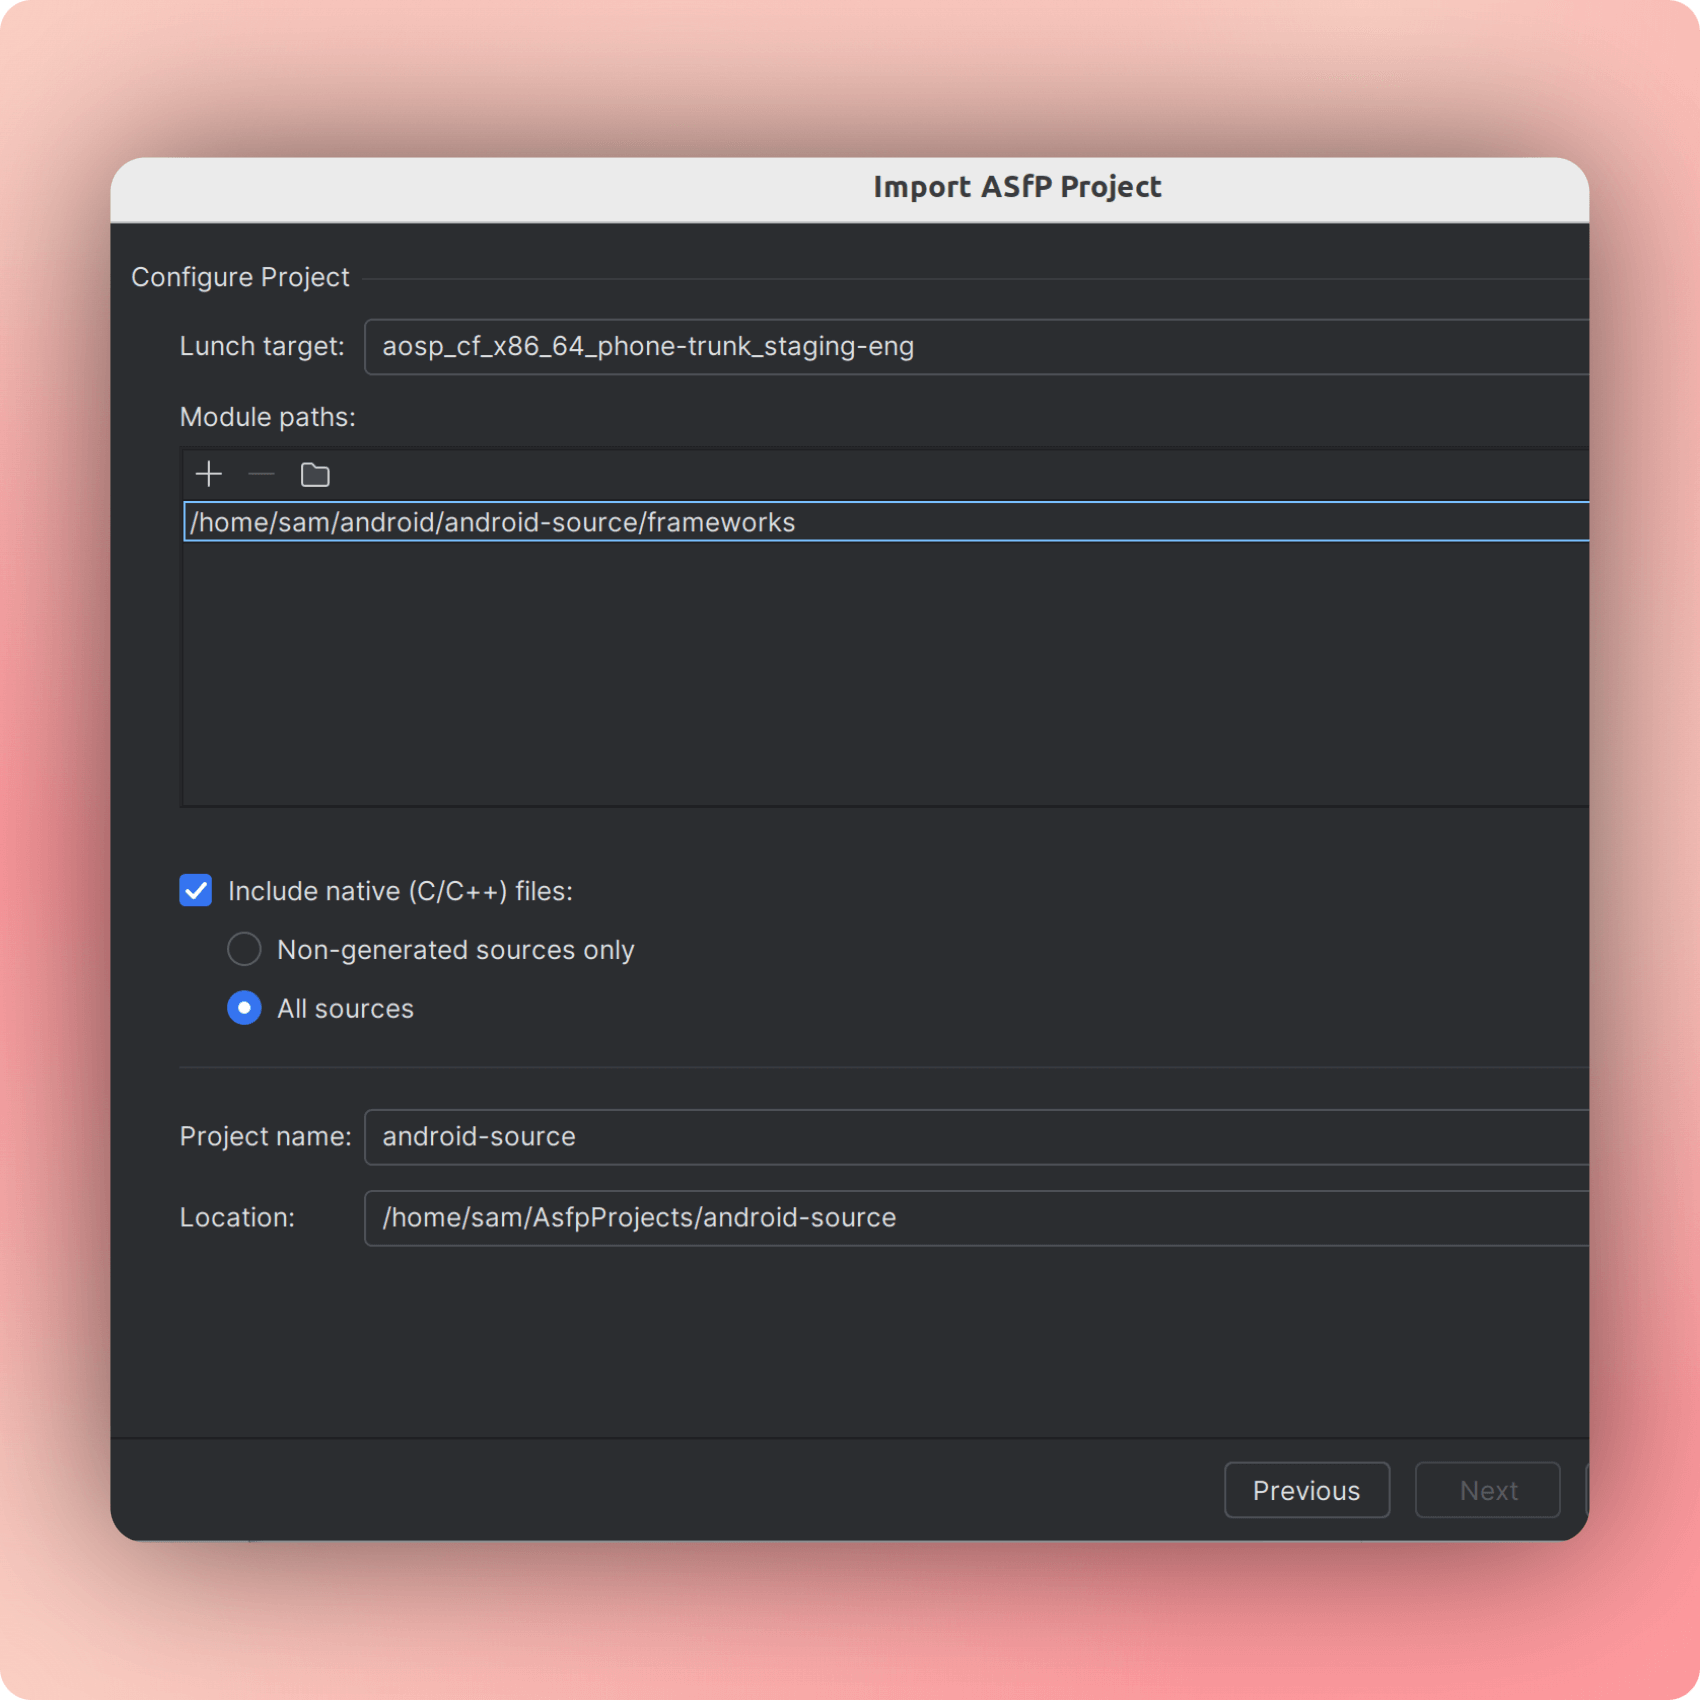 Import ASfP Project
Configure Project
Lunch target: aosp_cf_x86_64_phone-trunk_staging-eng
Module paths:
/home/sam/android/android-source/frameworks
Include native (C/C++) files:
Non-generated sources only
All sources
Project name: android-source
Location: /home/sam/AsfpProjects/android-source
Previous Next